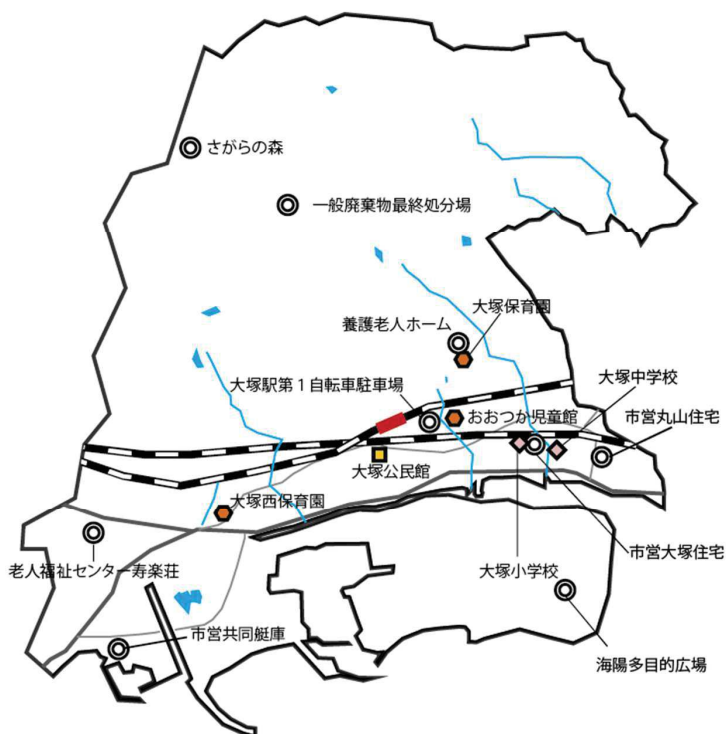 さがらの森
一般廃棄物最終処分場
大塚保育園
養護老人ホーム
大塚中学校
大塚駅第１自転車駐車場
おおつか児童館
市営丸山住宅
大塚公民館
大塚西保育園
市営大塚住宅
老人福祉センター寿楽荘
大塚小学校
市営共同艇庫
海陽多目的広場